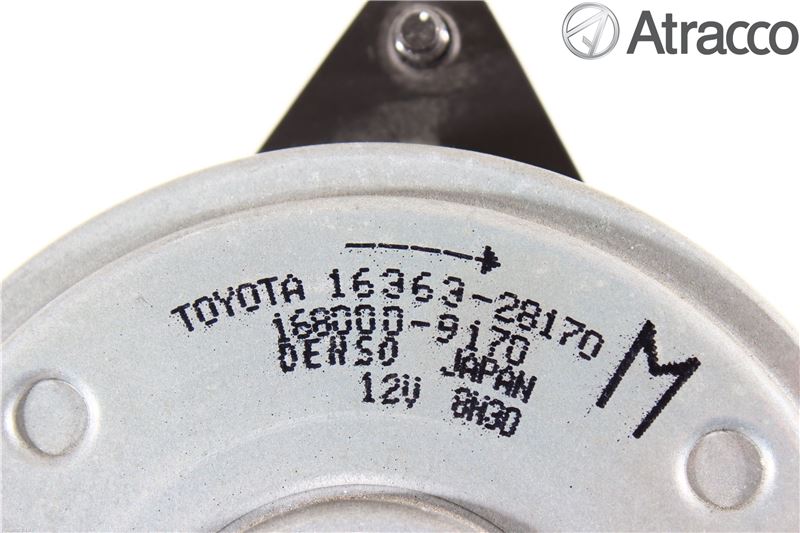 Atracco
TOYOTA 16363-28170
168000-9170
DENSO JAPAN
12V 8H30
M